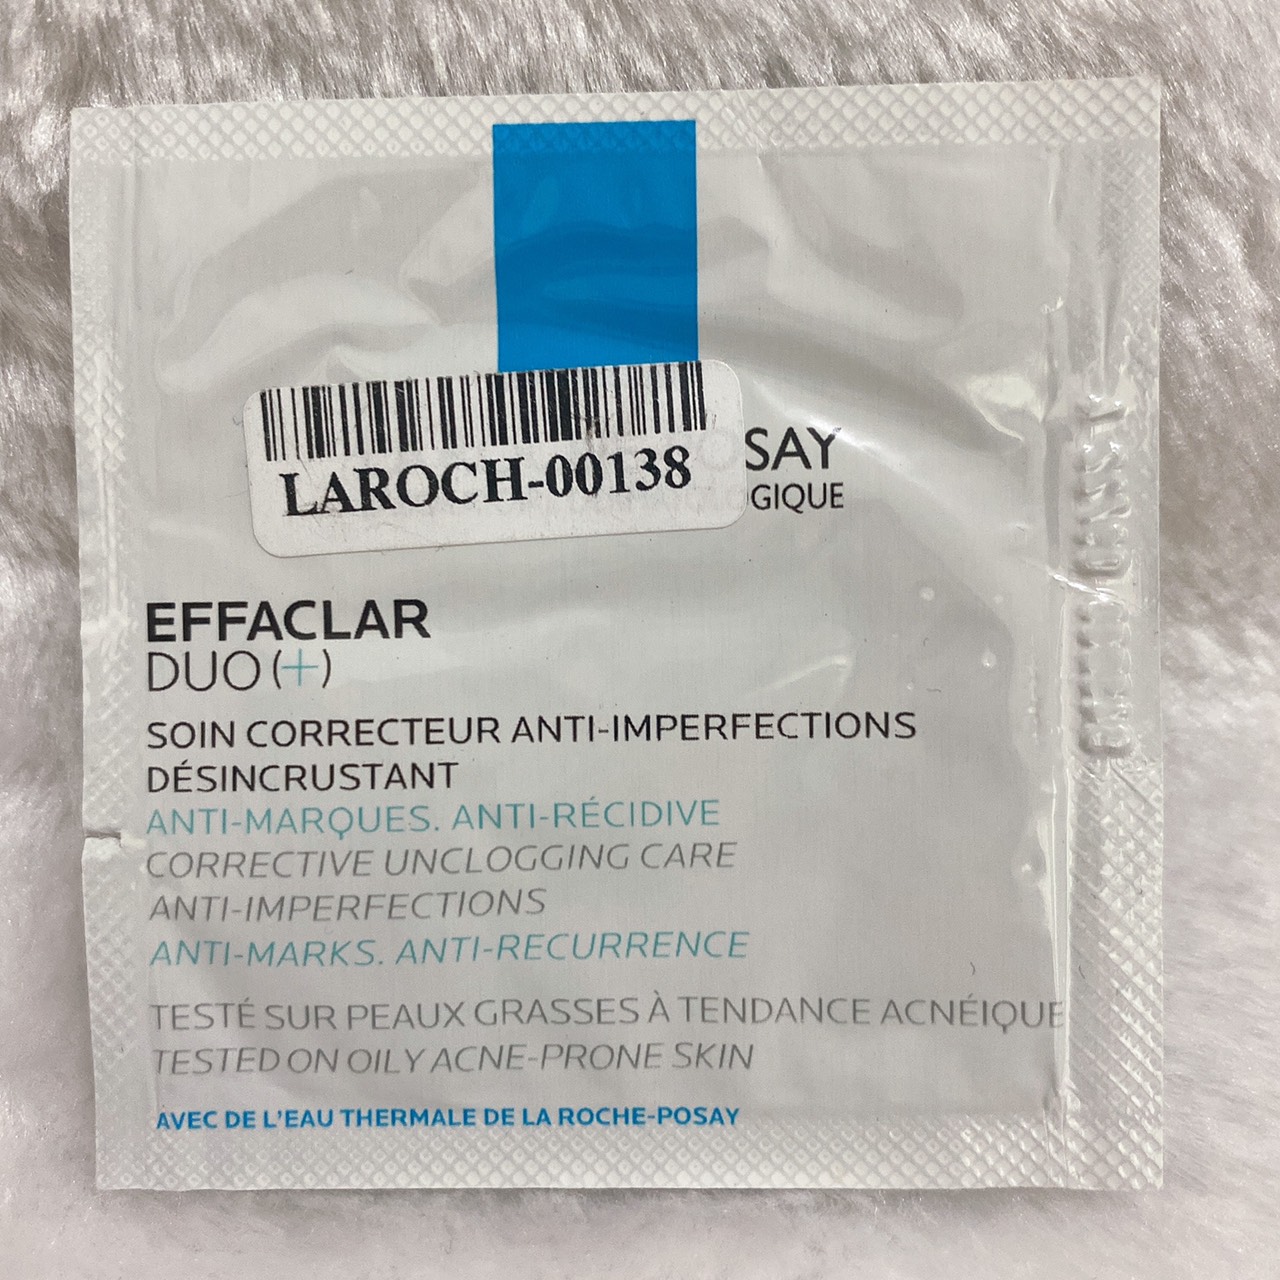 LAROCH-00138
SAY
GIQUE
EFFACLAR
DUO (+)
SOIN CORRECTEUR ANTI-IMPERFECTIONS
DÉSINCRUSTANT
ANTI-MARQUES. ANTI-RÉCIDIVE
CORRECTIVE UNCLOGGING CARE
ANTI-IMPERFECTIONS
ANTI-MARKS. ANTI-RECURRENCE
TESTÉ SUR PEAUX GRASSES À TENDANCE ACNÉIQUE
TESTED ON OILY ACNE-PRONE SKIN
AVEC DE L'EAU THERMALE DE LA ROCHE-POSAY